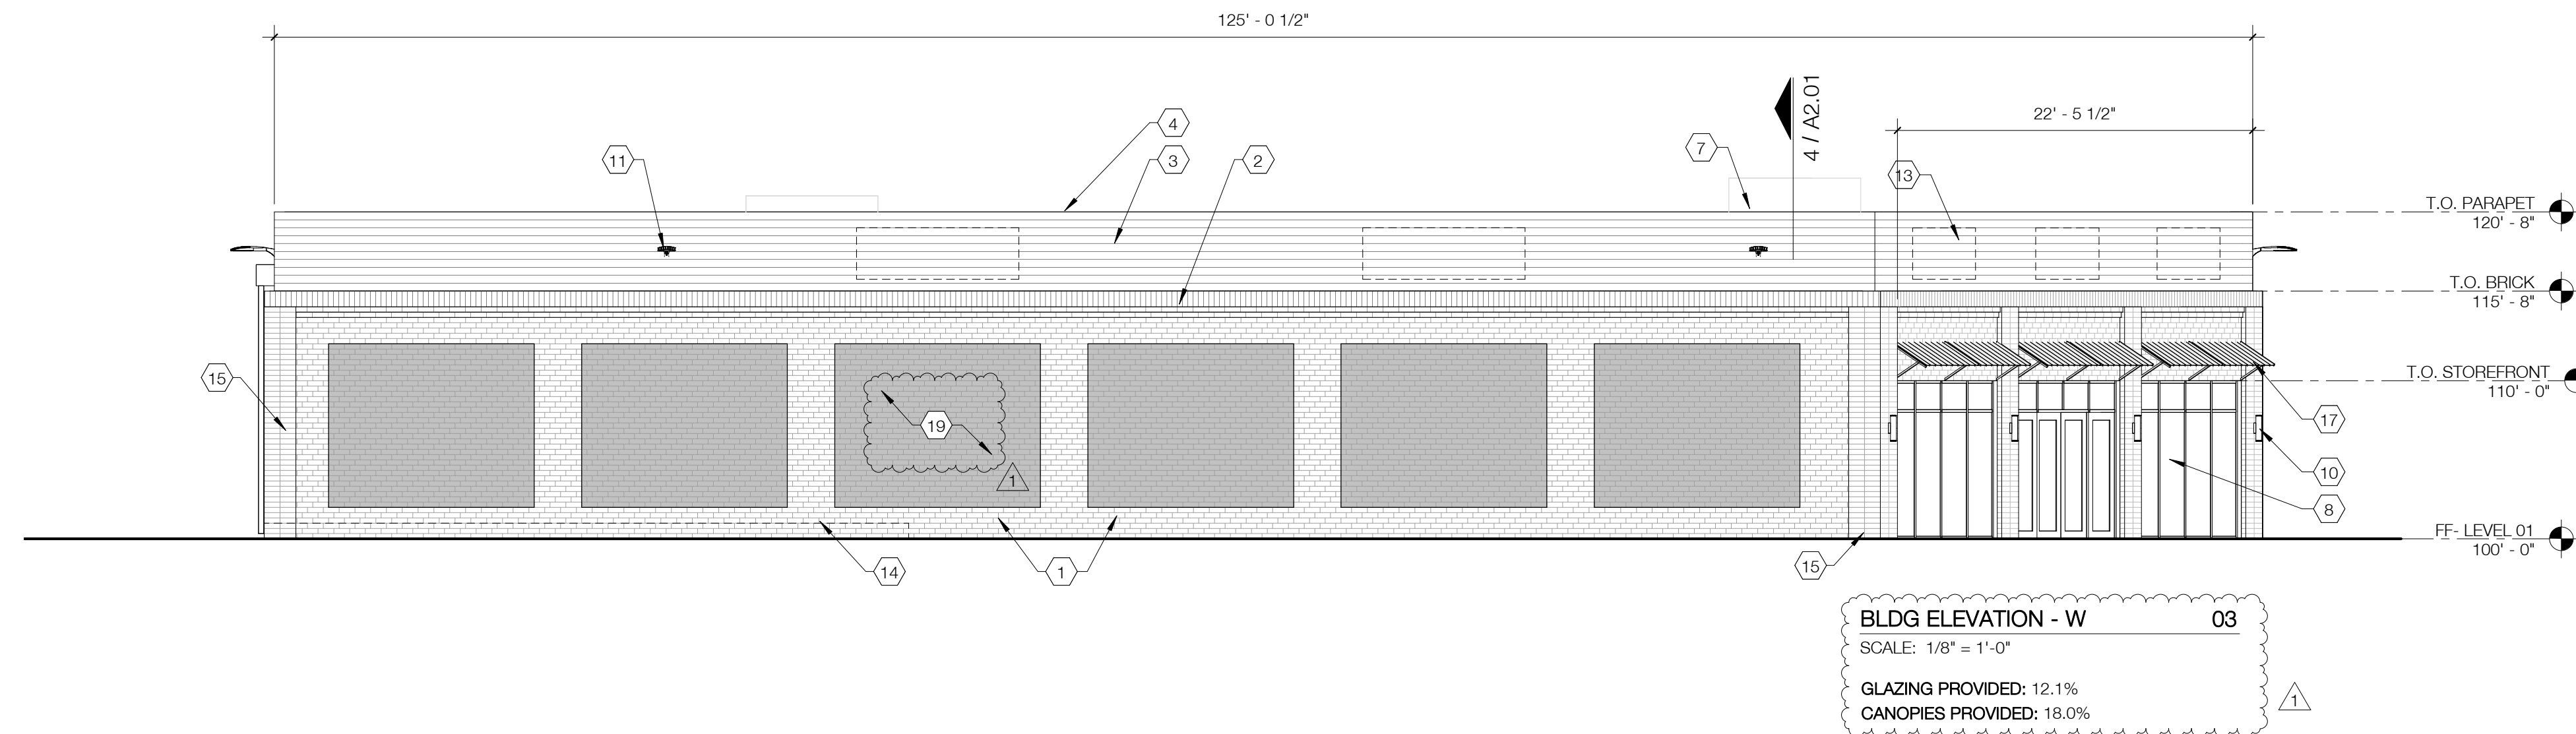 125' - 0 1/2"
4 / A2.01
22' - 5 1/2"
4
11
3
2
7
13
T.O. PARAPET
120' - 8"
T.O. BRICK
115' - 8"
15
T.O. STOREFRONT
110' - 0"
19
17
1
10
8
FF- LEVEL 01
100' - 0"
14
1
15
BLDG ELEVATION - W 03
SCALE: 1/8" = 1'-0"
GLAZING PROVIDED: 12.1%
CANOPIES PROVIDED: 18.0%
1